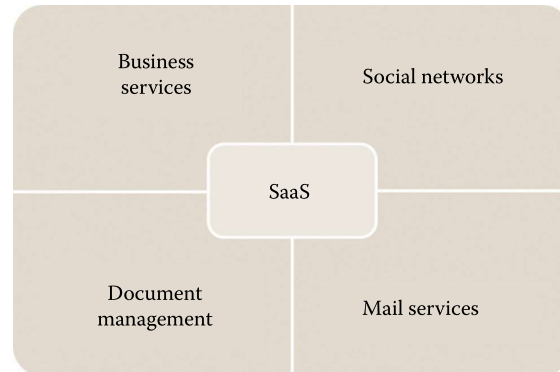 Business
services
Social networks
SaaS
Document
management
Mail services